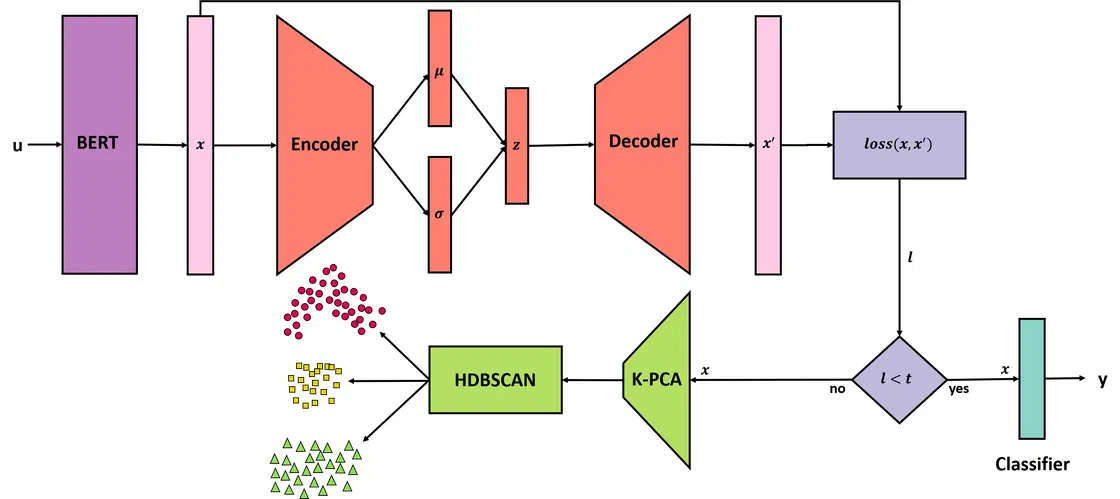 u
BERT
x
Encoder
μ
σ
z
Decoder
x′
loss(x, x′)
l
HDBSCAN
K-PCA
x
no
l < t
yes
x
y
Classifier